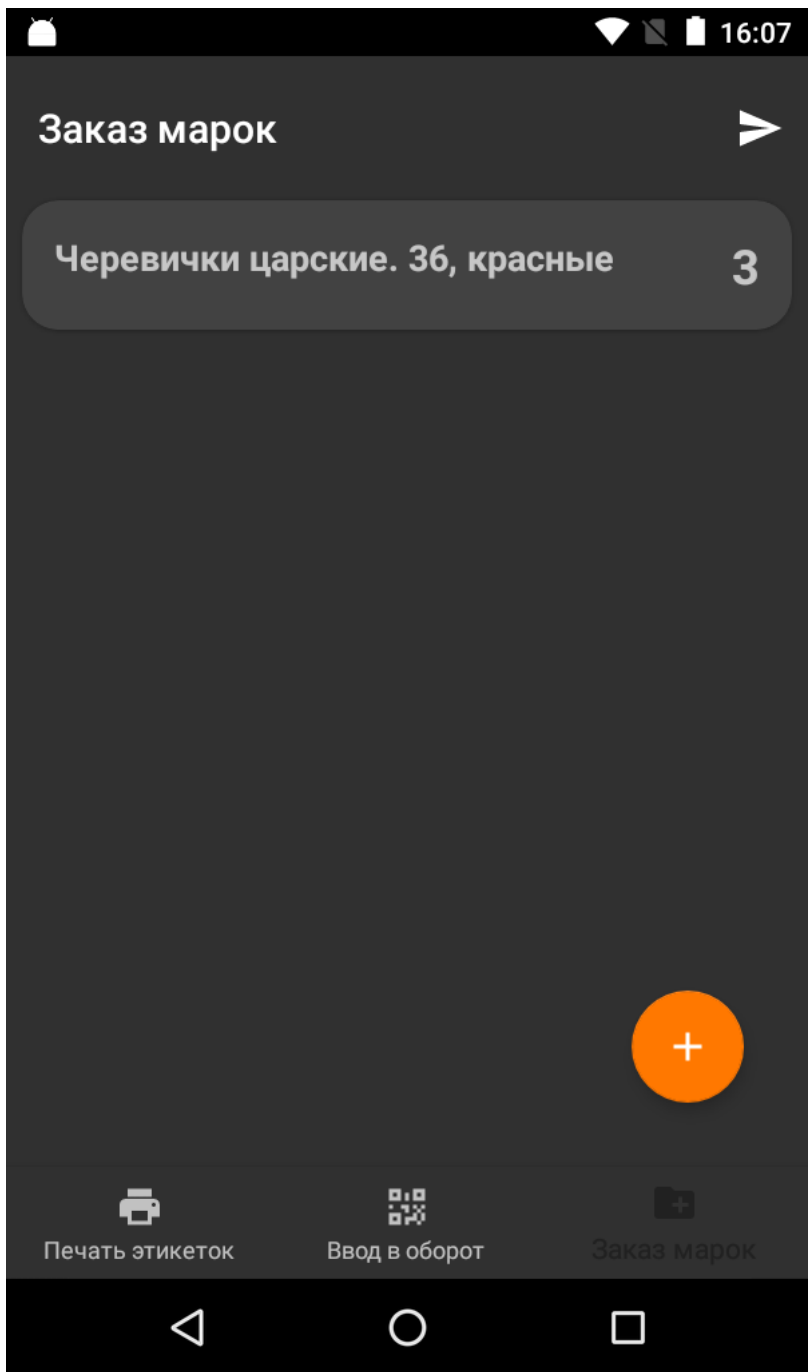 16:07
Заказ марок
Черевички царские. 36, красные
3
Печать этикеток
Ввод в оборот
Заказ марок